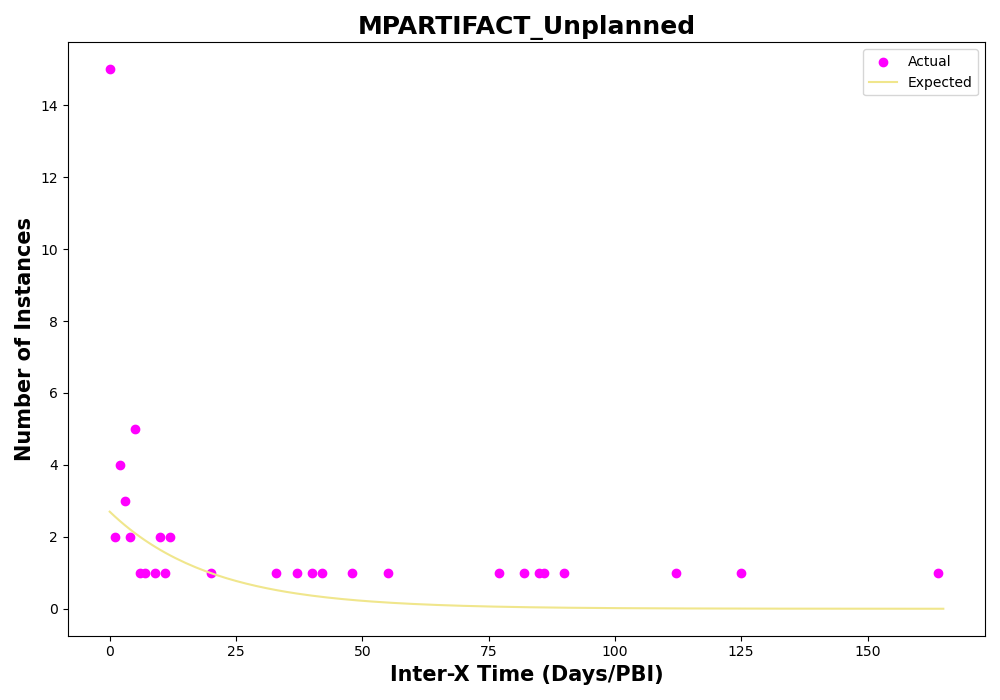 MPARTIFACT_Unplanned
Actual
Expected
Number of Instances
14
12
10
8
6
4
2
0
0 25 50 75 100 125 150
Inter-X Time (Days/PBI)